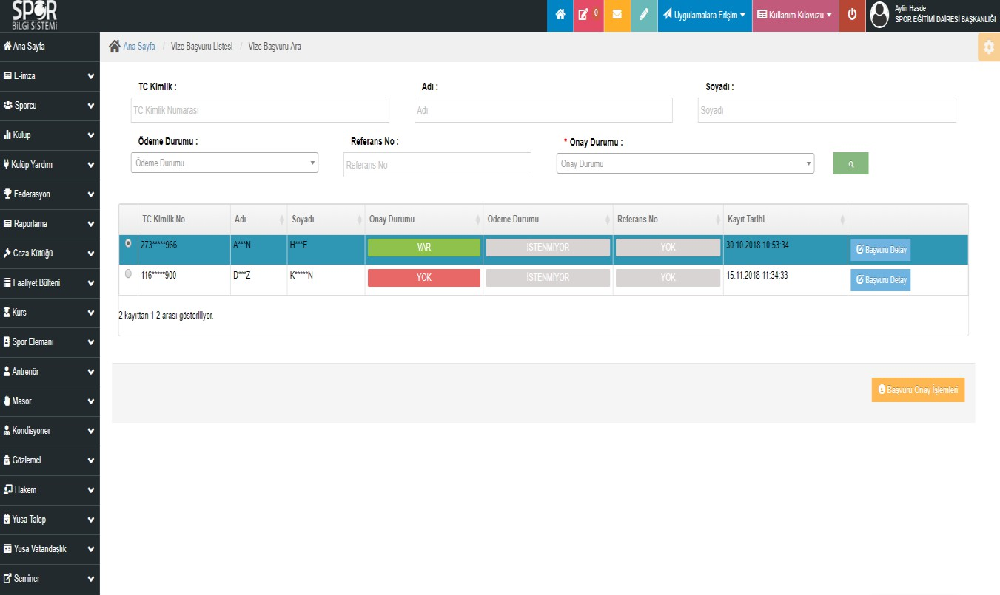 SPOR
BİLGİ SİSTEMİ
0
Uygulamalara Erişim
Kullanım Kılavuzu
Aylin Hasde
SPOR EĞİTİMİ DAİRESİ BAŞKANLIĞI
Ana Sayfa
E-imza
Sporcu
Kulüp
Kulüp Yardım
Federasyon
Raporlama
Ceza Kütüğü
Faaliyet Bülteni
Kurs
Spor Elemanı
Antrenör
Masör
Kondisyoner
Gözlemci
Hakem
Yusa Talep
Yusa Vatandaşlık
Seminer
Ana Sayfa / Vize Başvuru Listesi / Vize Başvuru Ara
TC Kimlik : Adı : Soyadı :
TC Kimlik Numarası Adı Soyadı
Ödeme Durumu : Referans No : * Onay Durumu :
Ödeme Durumu Referans No Onay Durumu
TC Kimlik No Adı Soyadı Onay Durumu Ödeme Durumu Referans No Kayıt Tarihi
273*****966 A***N H***E VAR İSTENMİYOR YOK 30.10.2018 10:53:34 Başvuru Detay
116*****900 D***Z K*****N YOK İSTENMİYOR YOK 15.11.2018 11:34:33 Başvuru Detay
2 kayıttan 1-2 arası gösteriliyor.
Başvuru Onay İşlemleri